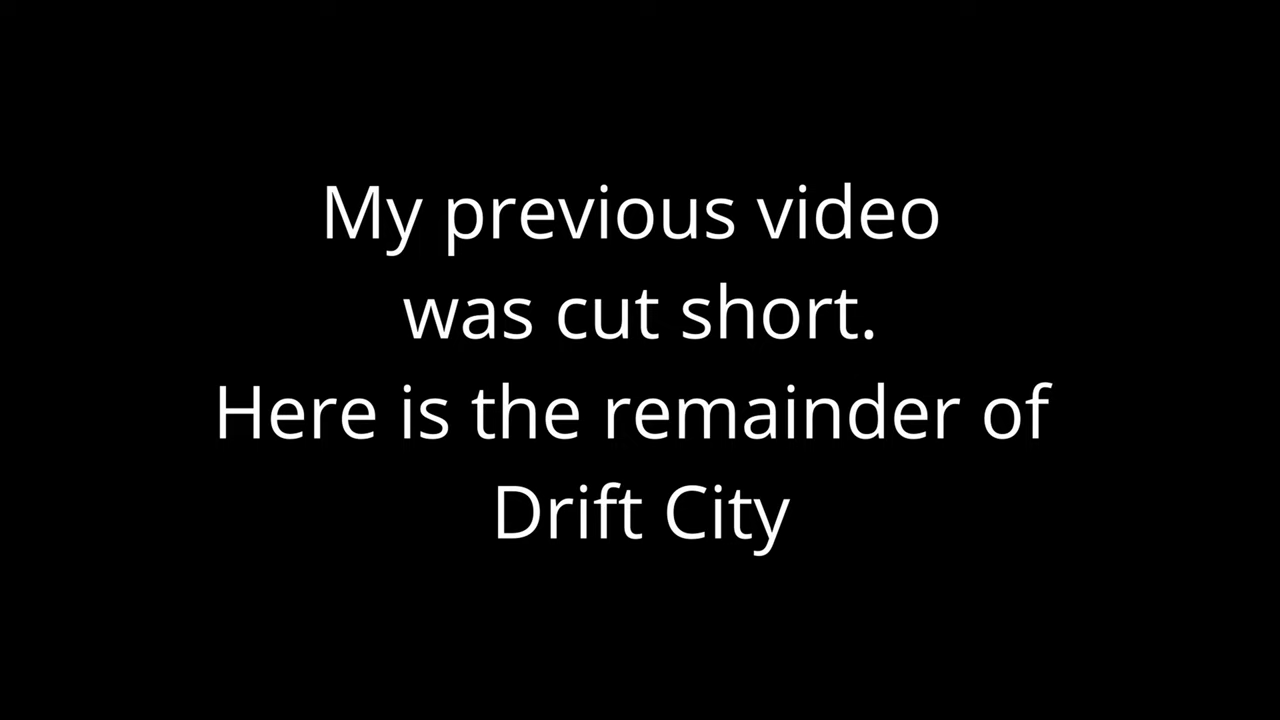 My previous video
was cut short.
Here is the remainder of
Drift City